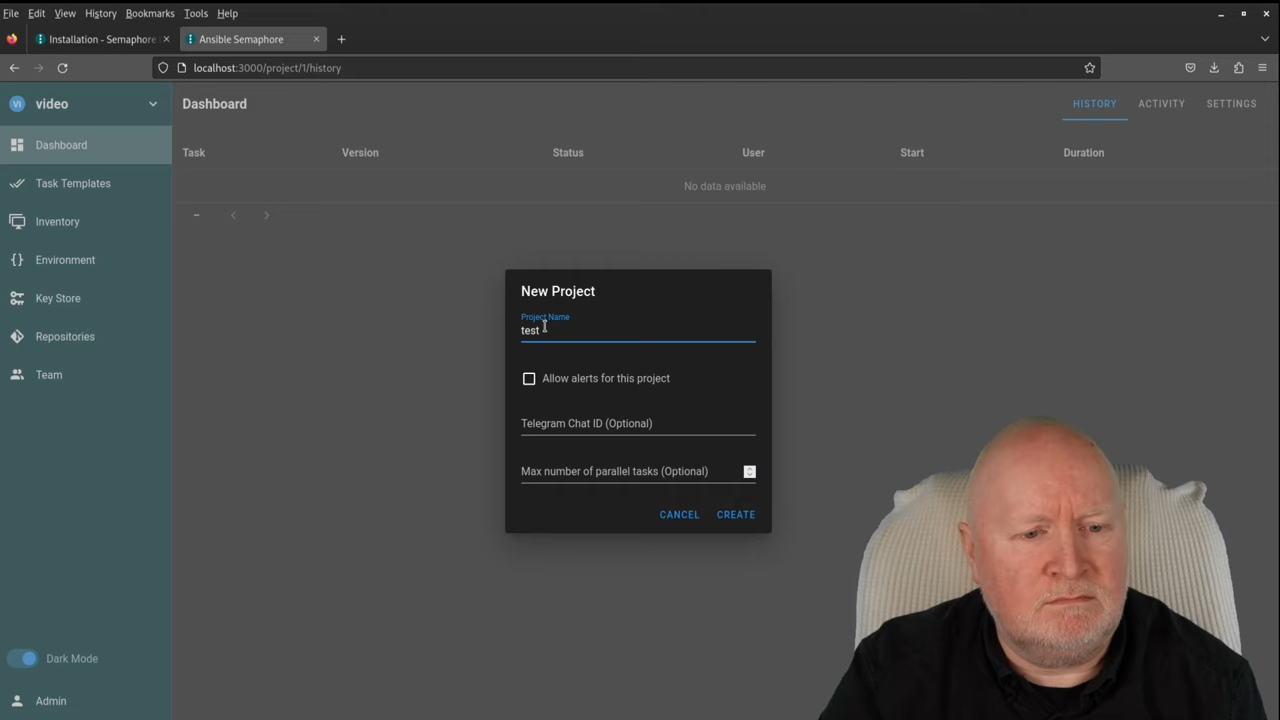 File Edit View History Bookmarks Tools Help
Installation - Semaphore
Ansible Semaphore
localhost:3000/project/1/history
VI video
Dashboard
HISTORY ACTIVITY SETTINGS
Dashboard
Task Templates
Inventory
Environment
Key Store
Repositories
Team
Task Version Status User Start Duration
No data available
New Project
Project Name
test
Allow alerts for this project
Telegram Chat ID (Optional)
Max number of parallel tasks (Optional)
CANCEL CREATE
Dark Mode
Admin